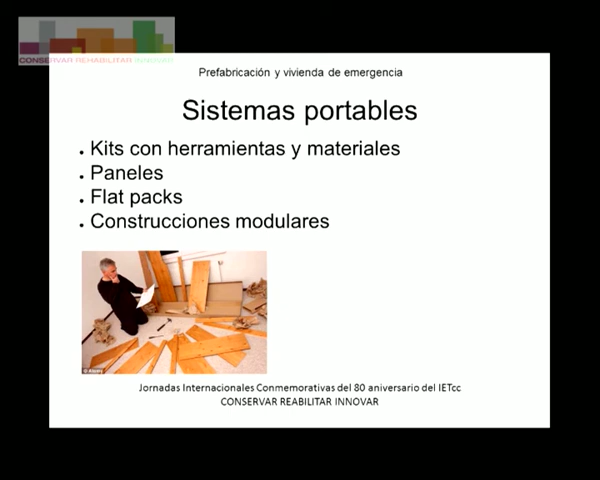 CONSERVAR REHABILITAR INNOVAR
Prefabricación y vivienda de emergencia
Sistemas portables
• Kits con herramientas y materiales
• Paneles
• Flat packs
• Construcciones modulares
© Alamy
Jornadas Internacionales Conmemorativas del 80 aniversario del IETcc
CONSERVAR REABILITAR INNOVAR